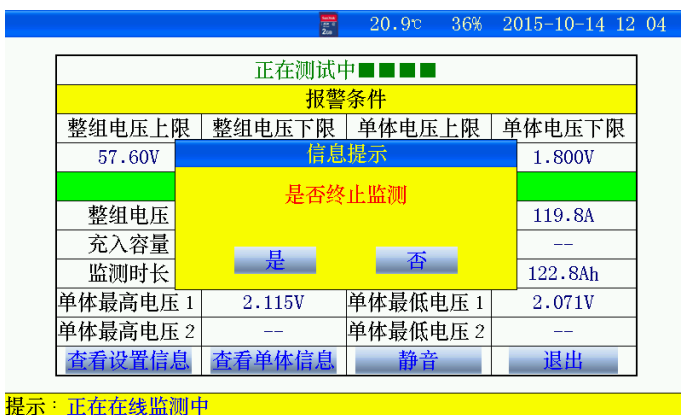 20.9℃ 36% 2015-10-14 12 04
正在测试中■■■■
报警条件
整组电压上限 整组电压下限 单体电压上限 单体电压下限
57.60V 1.800V
信息提示
是否终止监测
是 否
整组电压 119.8A
充入容量 --
监测时长 122.8Ah
单体最高电压1 2.115V 单体最低电压1 2.071V
单体最高电压2 -- 单体最低电压2 --
查看设置信息 查看单体信息 静音 退出
提示:正在在线监测中